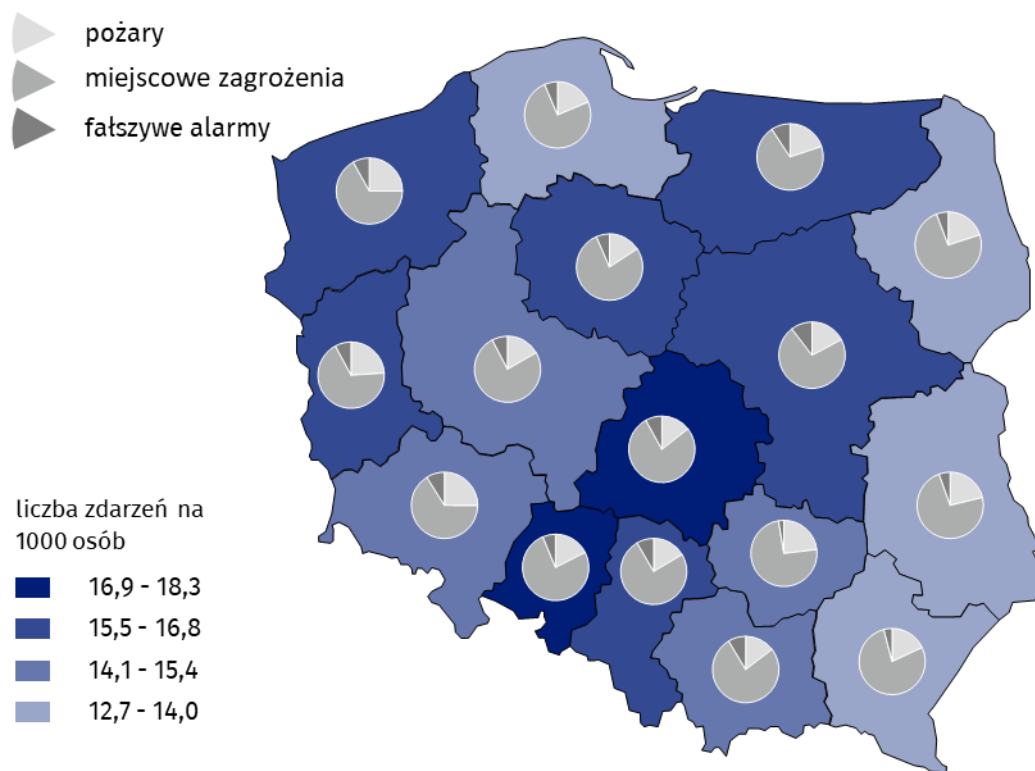 pożary
miejscowe zagrożenia
fałszywe alarmy
liczba zdarzeń na
1000 osób
16,9 - 18,3
15,5 - 16,8
14,1 - 15,4
12,7 - 14,0